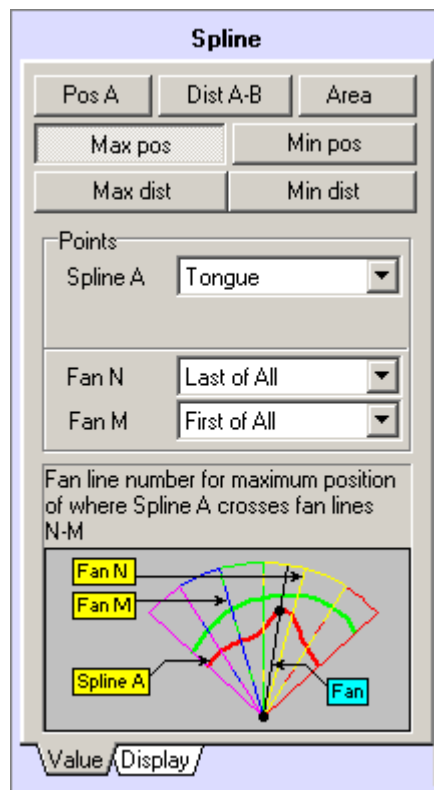 Spline
Pos A Dist A-B Area
Max pos Min pos
Max dist Min dist
Points
Spline A Tongue
Fan N Last of All
Fan M First of All
Fan line number for maximum position
of where Spline A crosses fan lines
N-M
Fan N
Fan M
Spline A
Fan
Value Display